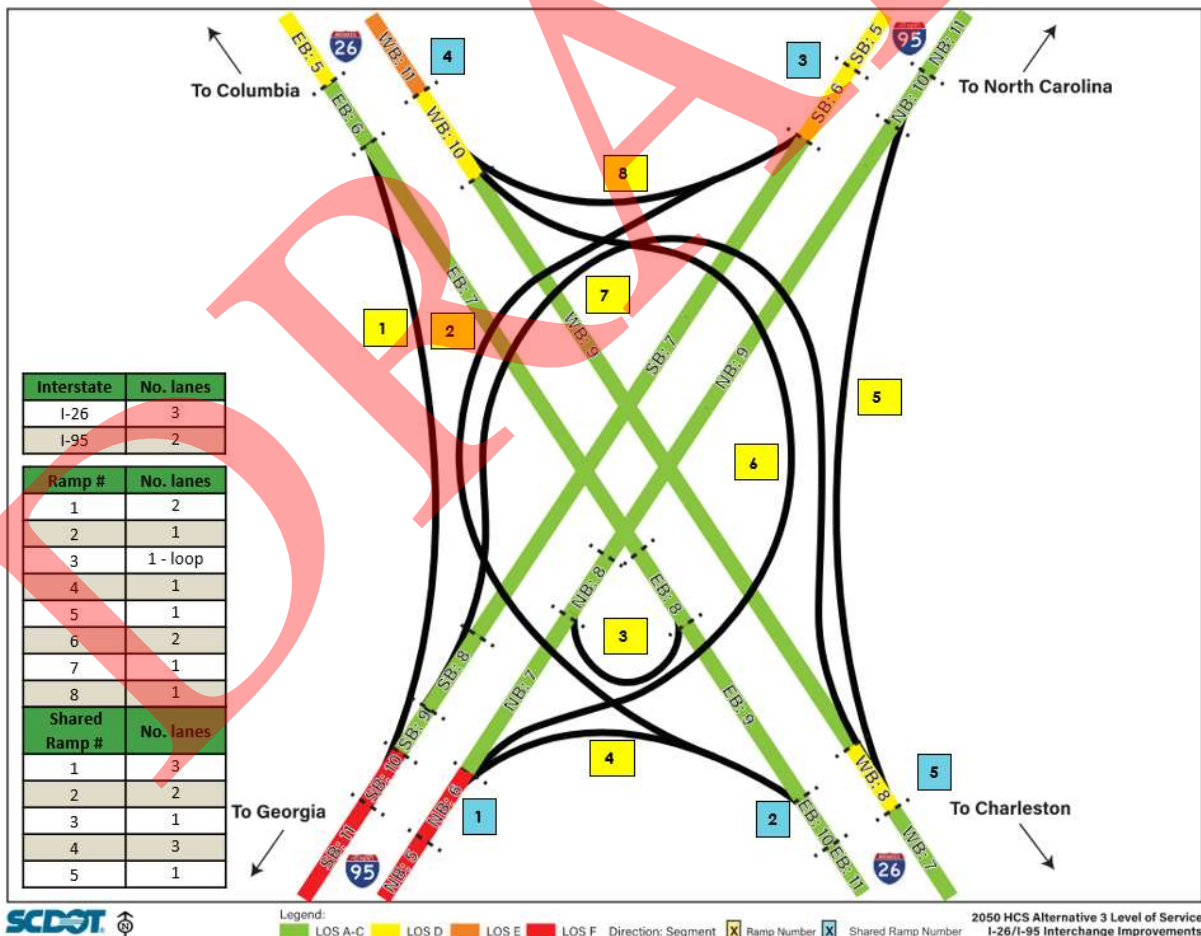 DRA
EB: 5
INTERSTATE
26
WB: 11
4
3
SB: 5
95
NB: 11
To Columbia
To North Carolina
EB: 6
WB: 10
SB: 6
NB: 10
8
EB: 7
7
WB: 9
SB: 7
NB: 9
1
2
5
6
Interstate No. lanes
I-26 3
I-95 2
Ramp # No. lanes
1 2
2 1
3 1 - loop
4 1
5 1
6 2
7 1
8 1
Shared Ramp # No. lanes
1 3
2 2
3 1
4 3
5 1
NB: 8
EB: 8
3
SB: 8
NB: 7
EB: 9
SB: 9
4
SB: 10
NB: 6
WB: 8
5
1
2
EB: 10
To Georgia
To Charleston
SB: 11
95
NB: 5
EB: 11
26
WB: 7
SCDOT
Legend:
LOS A-C LOS D LOS E LOS F Direction: Segment X Ramp Number X Shared Ramp Number
2050 HCS Alternative 3 Level of Service
I-26/I-95 Interchange Improvements